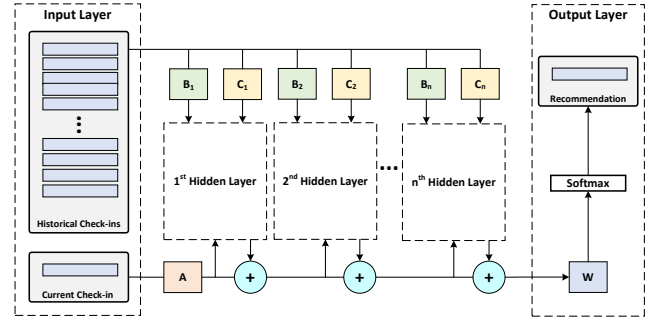 Input Layer
Output Layer
B₁
C₁
B₂
C₂
Bₙ
Cₙ
Recommendation
1ˢᵗ Hidden Layer
2ⁿᵈ Hidden Layer
•••
nᵗʰ Hidden Layer
Softmax
Historical Check-ins
A
+
+
+
W
Current Check-in